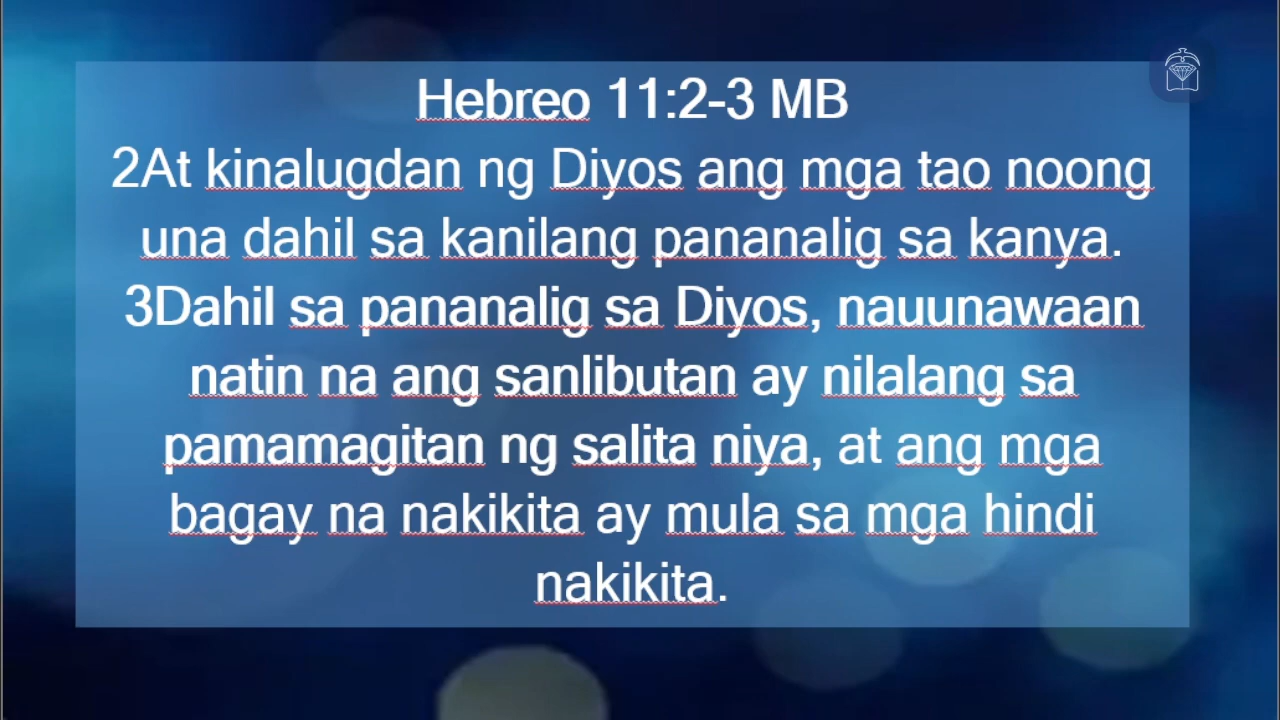 Hebreo 11:2-3 MB
2At kinalugdan ng Diyos ang mga tao noong
una dahil sa kanilang pananalig sa kanya.
3Dahil sa pananalig sa Diyos, nauunawaan
natin na ang sanlibutan ay nilalang sa
pamamagitan ng salita niya, at ang mga
bagay na nakikita ay mula sa mga hindi
nakikita.